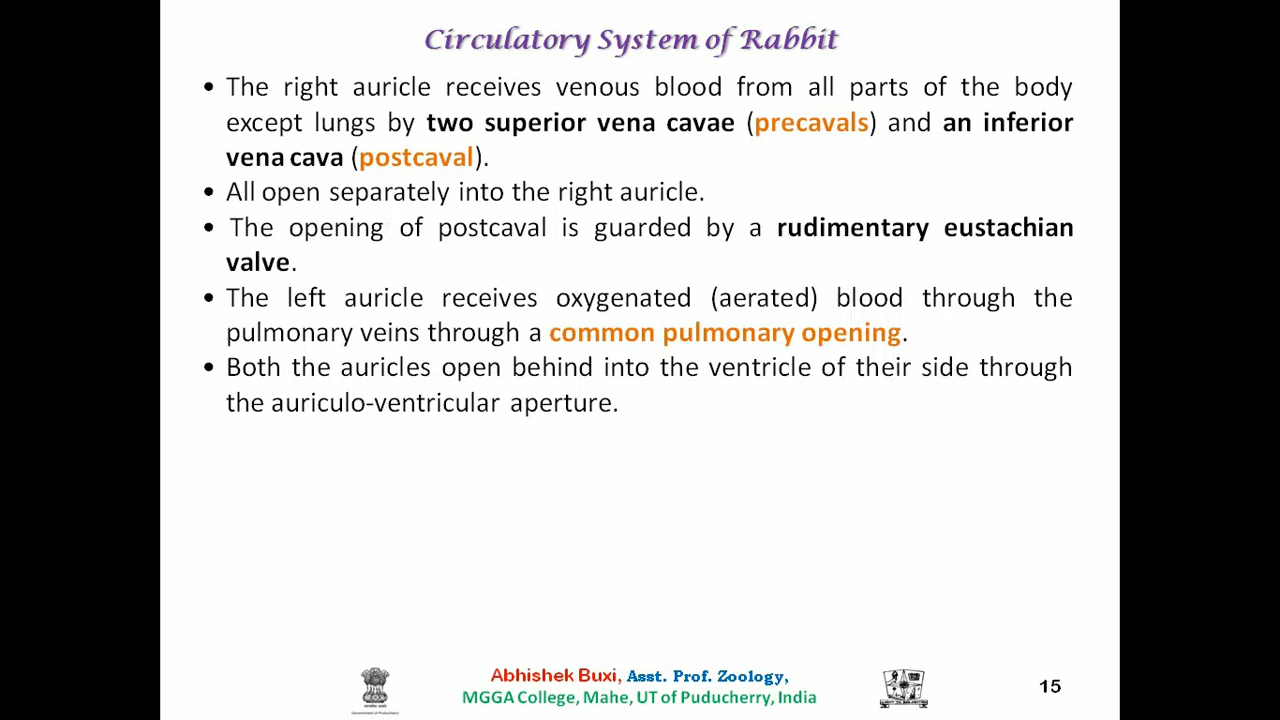 Circulatory System of Rabbit
• The right auricle receives venous blood from all parts of the body
except lungs by two superior vena cavae (precavals) and an inferior
vena cava (postcaval).
• All open separately into the right auricle.
• The opening of postcaval is guarded by a rudimentary eustachian
valve.
• The left auricle receives oxygenated (aerated) blood through the
pulmonary veins through a common pulmonary opening.
• Both the auricles open behind into the ventricle of their side through
the auriculo-ventricular aperture.
Abhishek Buxi, Asst. Prof. Zoology,
MGGA College, Mahe, UT of Puducherry, India
Government of Puducherry
15